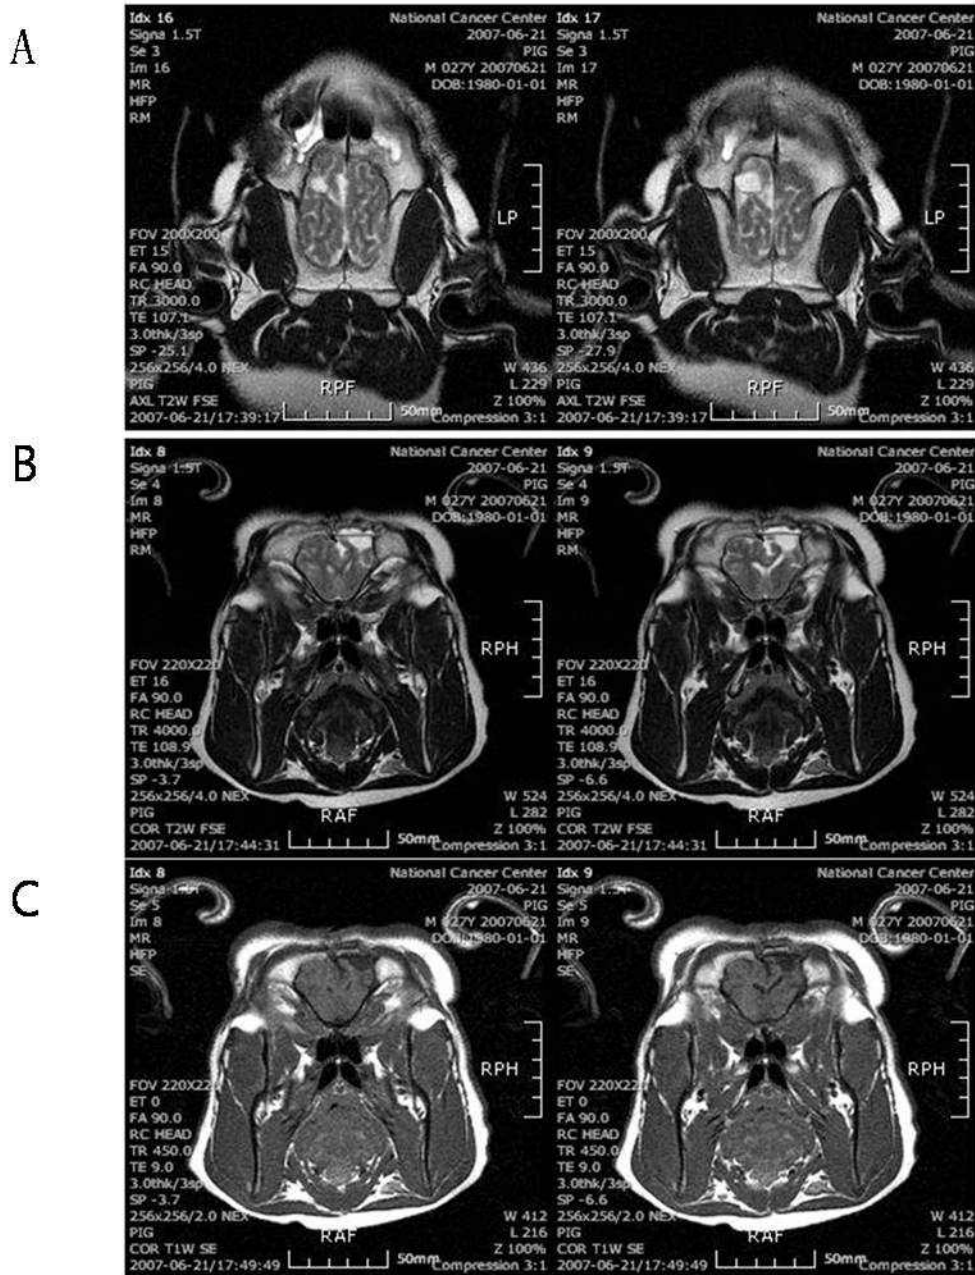 A
Idx 16
Signa 1.5T
Se 3
Im 16
MR
HFP
RM
National Cancer Center
2007-06-21
PIG
M 027Y 20070621
DOB:1980-01-01
LP
FOV 200X200
ET 15
FA 90.0
RC HEAD
TR 3000.0
TE 107.1
3.0thk/3sp
SP -25.1
256x256/4.0 NEX
PIG
AXL T2W FSE
2007-06-21/17:39:17
RPF
50mm
W 436
L 229
Z 100%
Compression 3:1
Idx 17
Signa 1.5T
Se 3
Im 17
MR
HFP
RM
National Cancer Center
2007-06-21
PIG
M 027Y 20070621
DOB:1980-01-01
LP
FOV 200X200
ET 15
FA 90.0
RC HEAD
TR 3000.0
TE 107.1
3.0thk/3sp
SP -27.9
256x256/4.0 NEX
PIG
AXL T2W FSE
2007-06-21/17:39:17
RPF
50mm
W 436
L 229
Z 100%
Compression 3:1
B
Idx 8
Signa 1.5T
Se 4
Im 8
MR
HFP
RM
National Cancer Center
2007-06-21
PIG
M 027Y 20070621
DOB:1980-01-01
RPH
FOV 220X220
ET 16
FA 90.0
RC HEAD
TR 4000.0
TE 108.9
3.0thk/3sp
SP -3.7
256x256/4.0 NEX
PIG
COR T2W FSE
2007-06-21/17:44:31
RAF
50mm
W 524
L 282
Z 100%
Compression 3:1
Idx 9
Signa 1.5T
Se 4
Im 9
MR
HFP
RM
National Cancer Center
2007-06-21
PIG
M 027Y 20070621
DOB:1980-01-01
RPH
FOV 220X220
ET 16
FA 90.0
RC HEAD
TR 4000.0
TE 108.9
3.0thk/3sp
SP -6.6
256x256/4.0 NEX
PIG
COR T2W FSE
2007-06-21/17:44:31
RAF
50mm
W 524
L 282
Z 100%
Compression 3:1
C
Idx 8
Signa 1.5T
Se 5
Im 8
MR
HFP
SE
National Cancer Center
2007-06-21
PIG
M 027Y 20070621
DOB:1980-01-01
RPH
FOV 220X220
ET 0
FA 90.0
RC HEAD
TR 450.0
TE 9.0
3.0thk/3sp
SP -3.7
256x256/2.0 NEX
PIG
COR T1W SE
2007-06-21/17:49:49
RAF
50mm
W 412
L 216
Z 100%
Compression 3:1
Idx 9
Signa 1.5T
Se 5
Im 9
MR
HFP
SE
National Cancer Center
2007-06-21
PIG
M 027Y 20070621
DOB:1980-01-01
RPH
FOV 220X220
ET 0
FA 90.0
RC HEAD
TR 450.0
TE 9.0
3.0thk/3sp
SP -6.6
256x256/2.0 NEX
PIG
COR T1W SE
2007-06-21/17:49:49
RAF
50mm
W 412
L 216
Z 100%
Compression 3:1